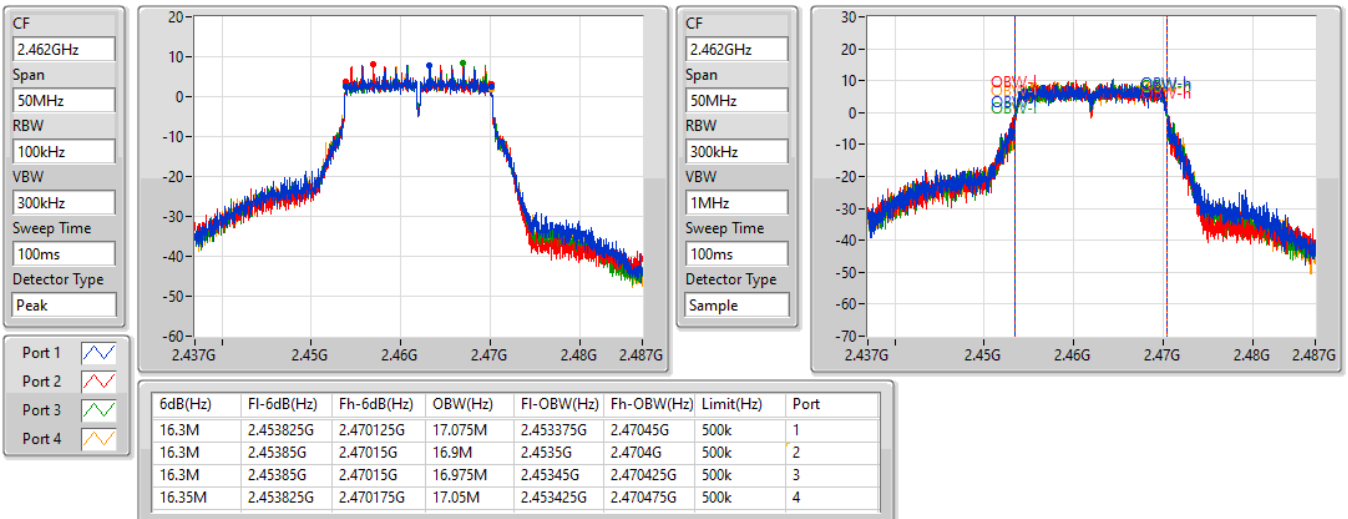 CF
2.462GHz
Span
50MHz
RBW
100kHz
VBW
300kHz
Sweep Time
100ms
Detector Type
Peak
20
10
0
-10
-20
-30
-40
-50
-60
2.437G 2.45G 2.46G 2.47G 2.48G 2.487G
CF
2.462GHz
Span
50MHz
RBW
300kHz
VBW
1MHz
Sweep Time
100ms
Detector Type
Sample
30
20
10
0
-10
-20
-30
-40
-50
-60
-70
OBW-l
OBW-h
2.437G 2.45G 2.46G 2.47G 2.48G 2.487G
Port 1
Port 2
Port 3
Port 4
6dB(Hz) Fl-6dB(Hz) Fh-6dB(Hz) OBW(Hz) Fl-OBW(Hz) Fh-OBW(Hz) Limit(Hz) Port
16.3M 2.453825G 2.470125G 17.075M 2.453375G 2.47045G 500k 1
16.3M 2.45385G 2.47015G 16.9M 2.4535G 2.4704G 500k 2
16.3M 2.45385G 2.47015G 16.975M 2.45345G 2.470425G 500k 3
16.35M 2.453825G 2.470175G 17.05M 2.453425G 2.470475G 500k 4